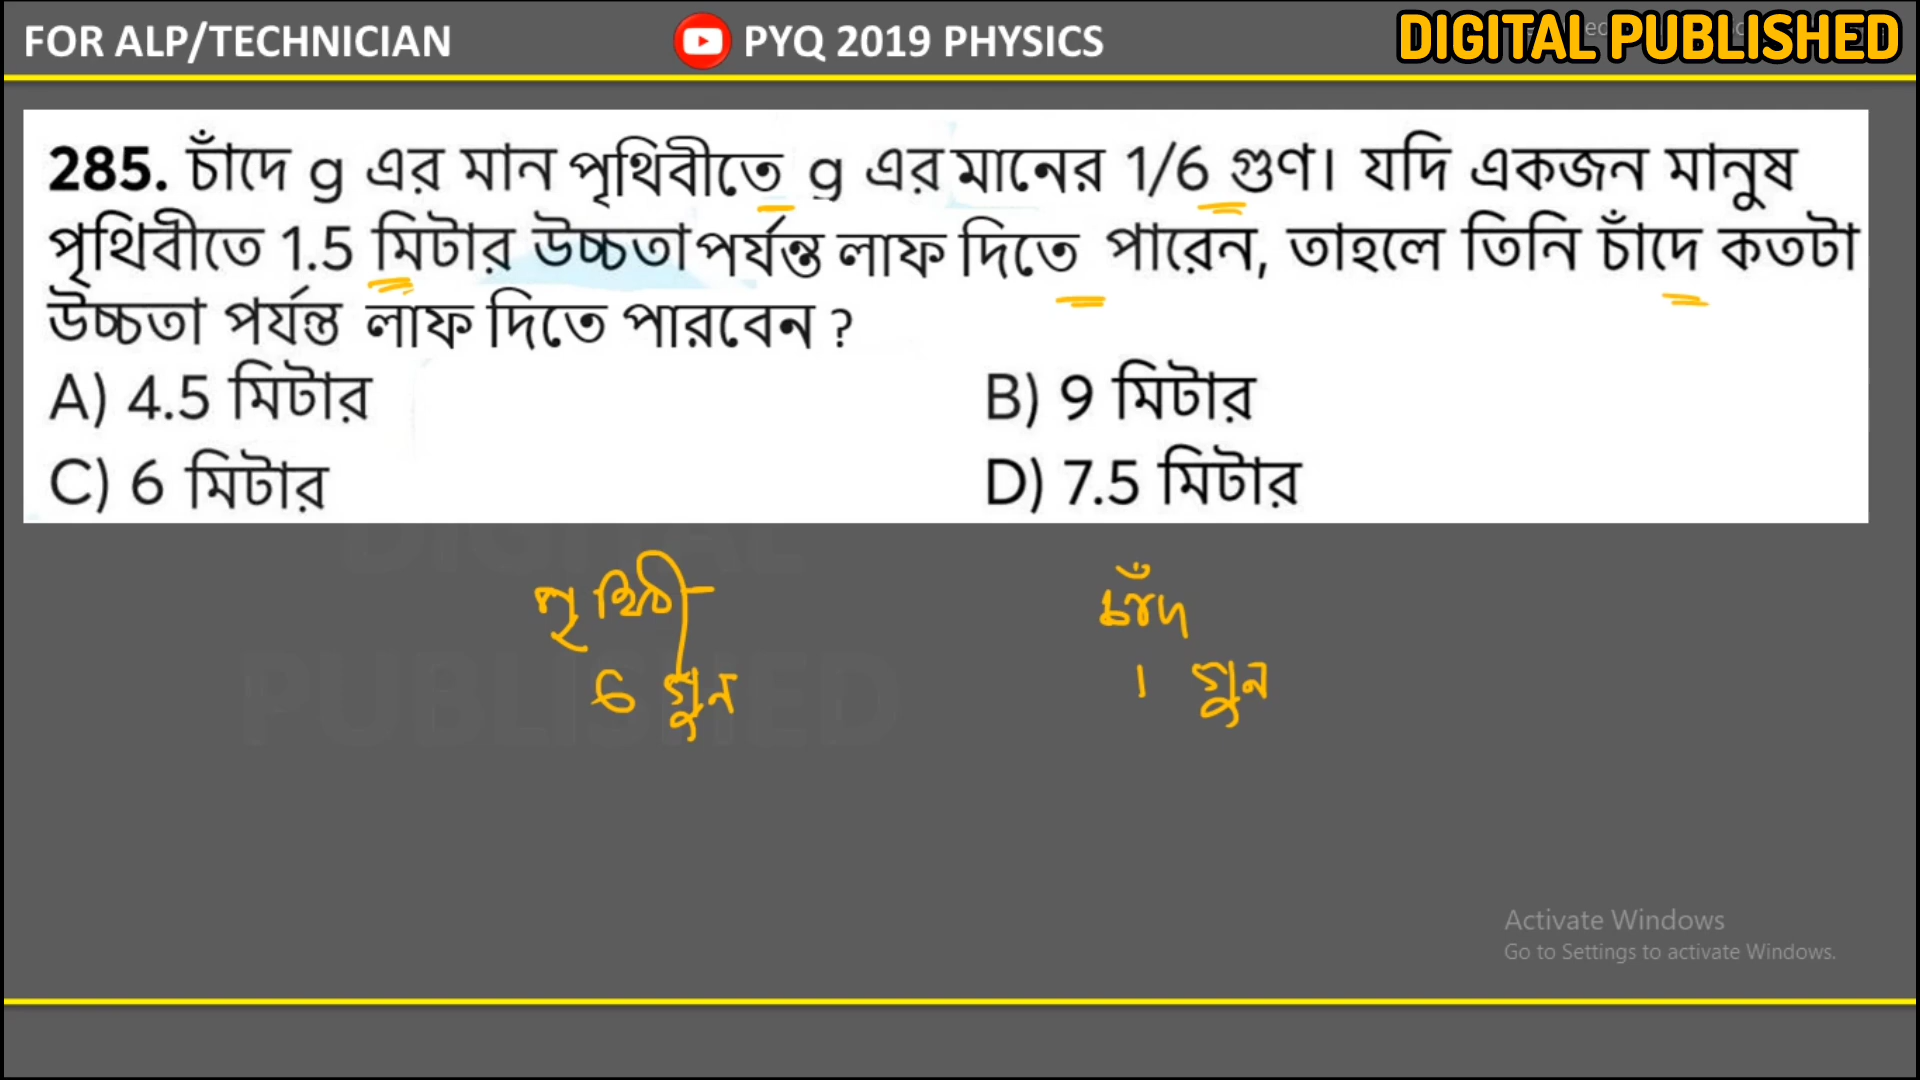 FOR ALP/TECHNICIAN
PYQ 2019 PHYSICS
DIGITAL PUBLISHED
285. চাঁদে g এর মান পৃথিবীতে g এর মানের 1/6 গুণ। যদি একজন মানুষ
পৃথিবীতে 1.5 মিটার উচ্চতা পর্যন্ত লাফ দিতে পারেন, তাহলে তিনি চাঁদে কতটা
উচ্চতা পর্যন্ত লাফ দিতে পারবেন ?
A) 4.5 মিটার
B) 9 মিটার
C) 6 মিটার
D) 7.5 মিটার
DIGITAL
PUBLISHED
চাঁদ
6 গুন
1 গুন
Activate Windows
Go to Settings to activate Windows.